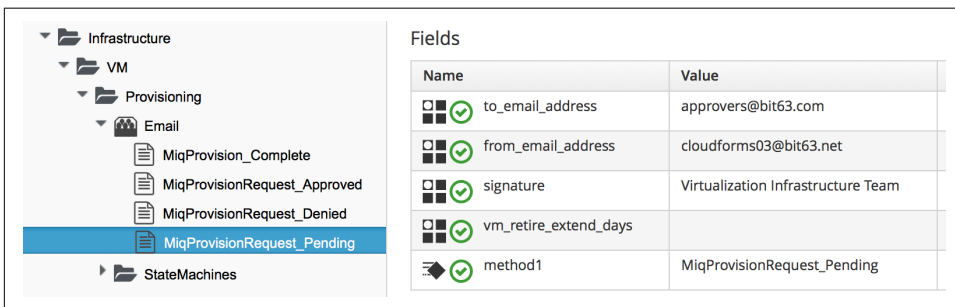 Infrastructure
VM
Provisioning
Email
MiqProvision_Complete
MiqProvisionRequest_Approved
MiqProvisionRequest_Denied
MiqProvisionRequest_Pending
StateMachines
Fields
Name Value
to_email_address approvers@bit63.com
from_email_address cloudforms03@bit63.net
signature Virtualization Infrastructure Team
vm_retire_extend_days
method1 MiqProvisionRequest_Pending